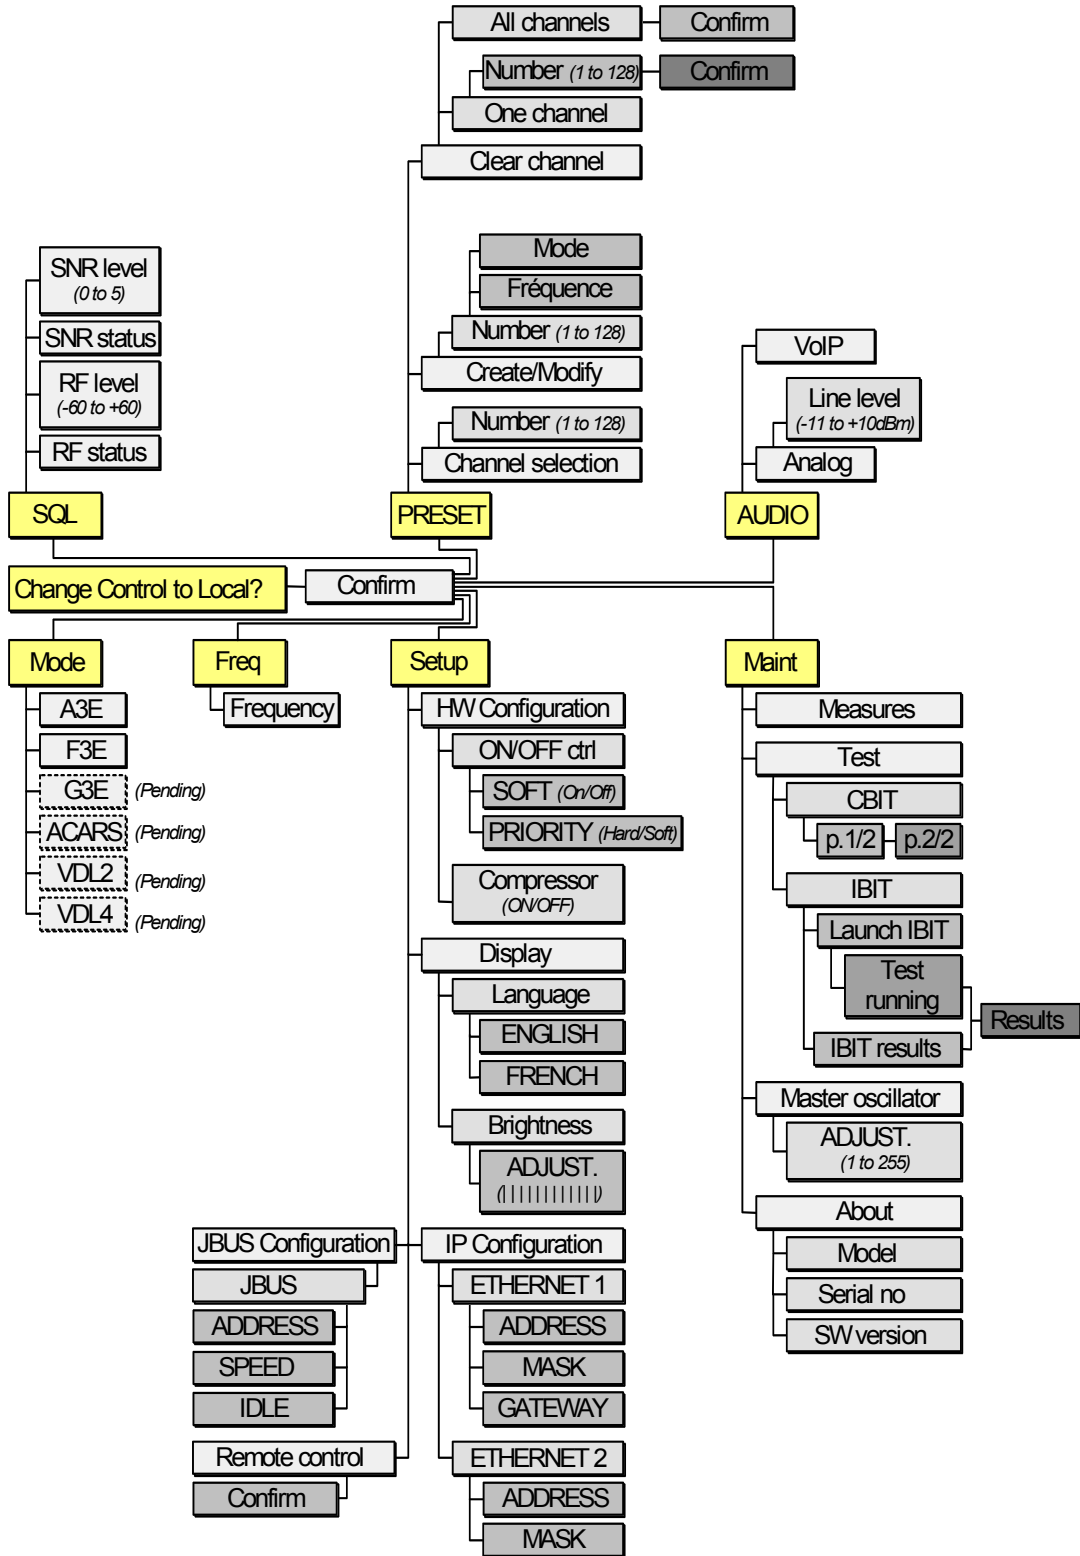 All channels
Confirm
Number (1 to 128)
Confirm
One channel
Clear channel
Mode
Fréquence
Number (1 to 128)
Create/Modify
Number (1 to 128)
Channel selection
SNR level
(0 to 5)
SNR status
RF level
(-60 to +60)
RF status
VoIP
Line level
(-11 to +10dBm)
Analog
SQL
PRESET
AUDIO
Change Control to Local?
Confirm
Mode
Freq
Setup
Maint
A3E
F3E
G3E (Pending)
ACARS (Pending)
VDL2 (Pending)
VDL4 (Pending)
Frequency
HW Configuration
ON/OFF ctrl
SOFT (On/Off)
PRIORITY (Hard/Soft)
Compressor
(ON/OFF)
Display
Language
ENGLISH
FRENCH
Brightness
ADJUST.
(||||||||||||)
JBUS Configuration
JBUS
ADDRESS
SPEED
IDLE
Remote control
Confirm
IP Configuration
ETHERNET 1
ADDRESS
MASK
GATEWAY
ETHERNET 2
ADDRESS
MASK
Measures
Test
CBIT
p.1/2
p.2/2
IBIT
Launch IBIT
Test
running
Results
IBIT results
Master oscillator
ADJUST.
(1 to 255)
About
Model
Serial no
SW version